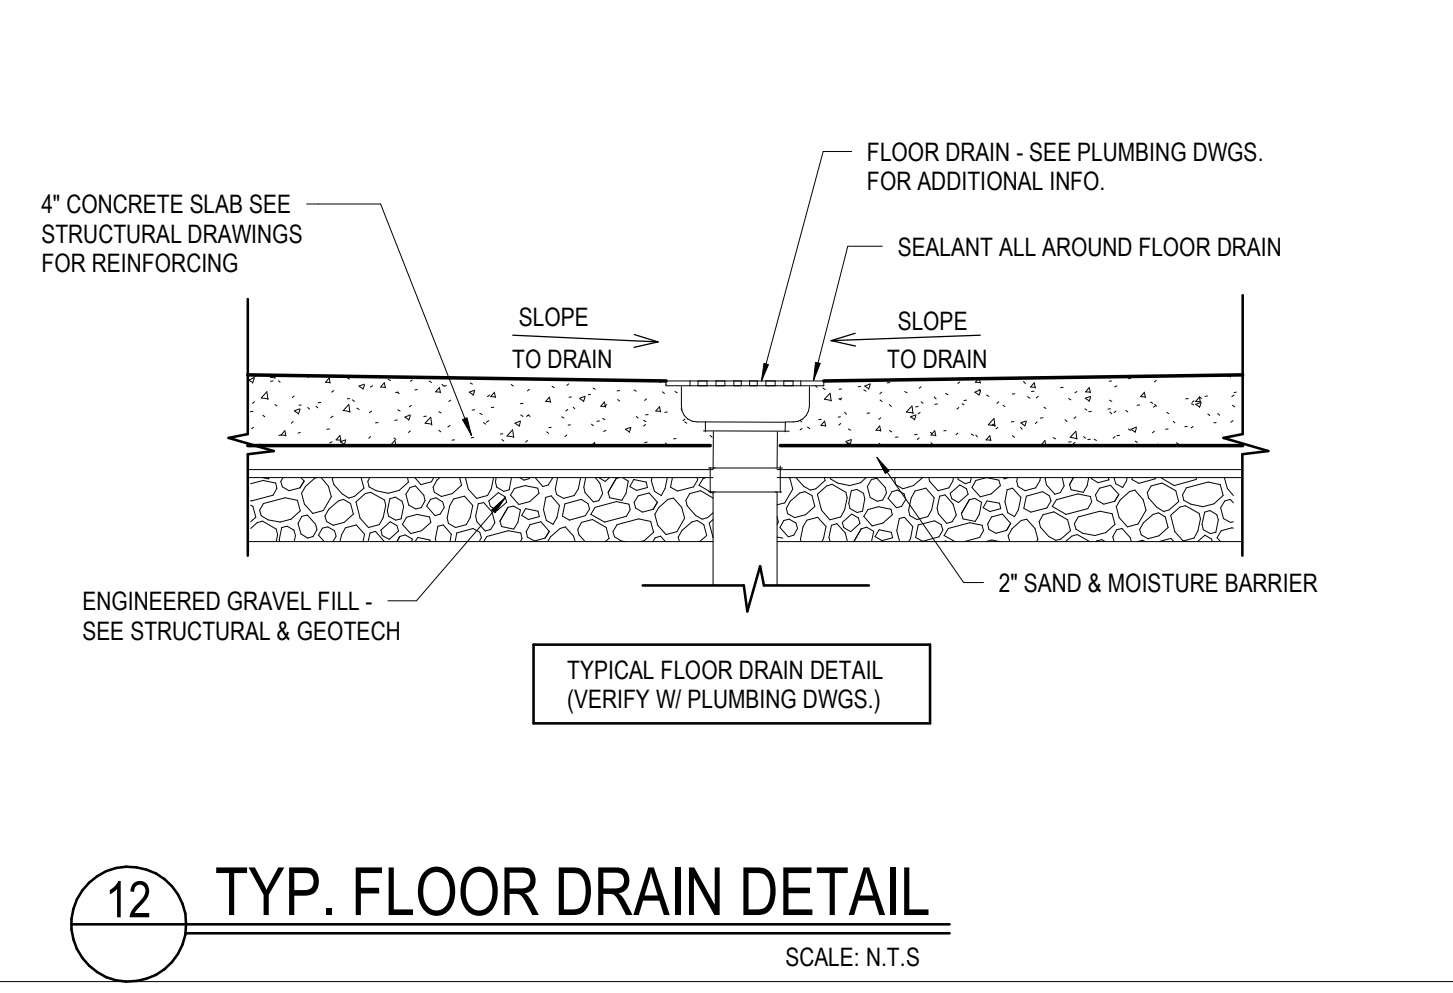 FLOOR DRAIN - SEE PLUMBING DWGS.
FOR ADDITIONAL INFO.
4" CONCRETE SLAB SEE
STRUCTURAL DRAWINGS
FOR REINFORCING
SEALANT ALL AROUND FLOOR DRAIN
SLOPE
TO DRAIN
SLOPE
TO DRAIN
2" SAND & MOISTURE BARRIER
ENGINEERED GRAVEL FILL -
SEE STRUCTURAL & GEOTECH
TYPICAL FLOOR DRAIN DETAIL
(VERIFY W/ PLUMBING DWGS.)
12
TYP. FLOOR DRAIN DETAIL
SCALE: N.T.S